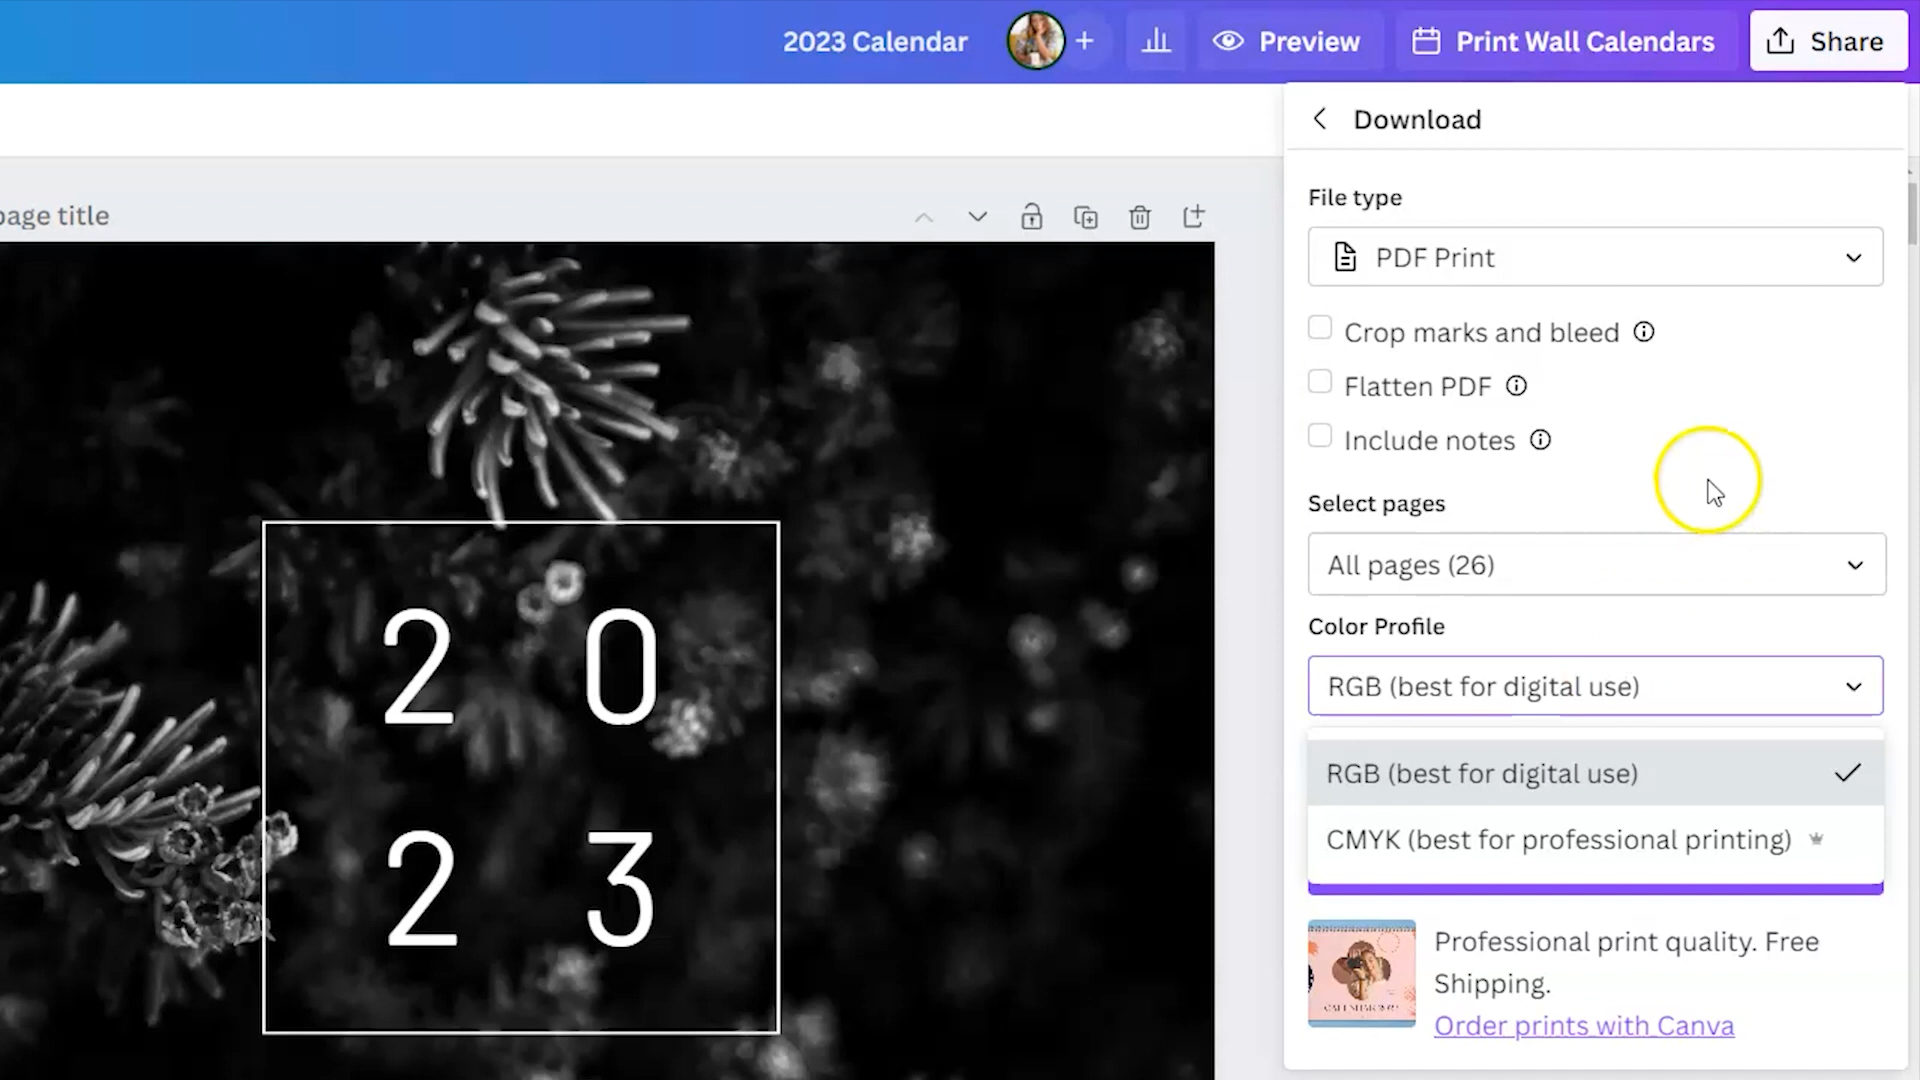 2023 Calendar
Preview
Print Wall Calendars
Share
Download
page title
File type
PDF Print
Crop marks and bleed
Flatten PDF
Include notes
Select pages
All pages (26)
Color Profile
RGB (best for digital use)
RGB (best for digital use)
CMYK (best for professional printing)
2 0
2 3
Professional print quality. Free
Shipping.
Order prints with Canva